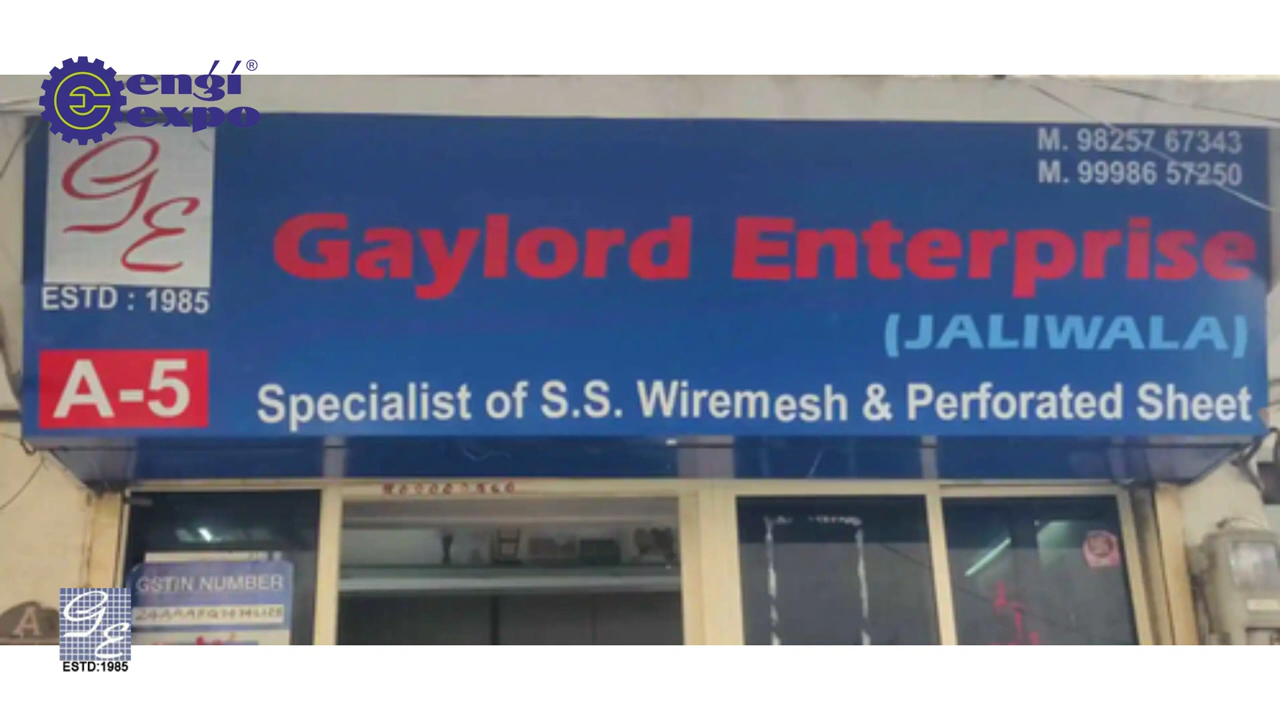 engí®
expo
GE
M. 98257 67343
M. 99986 57250
Gaylord Enterprise
ESTD : 1985
(JALIWALA)
A-5
Specialist of S.S. Wiremesh & Perforated Sheet
GSTIN NUMBER
A
GE
ESTD:1985